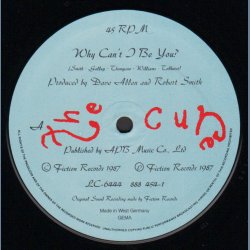 45 RPM
Why Can't I Be You?
(Smith - Gallup - Thompson - Williams - Tolhurst)
Produced by Dave Allen and Robert Smith
A
The CURE
Published by APB Music Co., Ltd
℗ Fiction Records 1987 © Fiction Records 1987
LC-6444 888 454-1
Original Sound Recording made by Fiction Records
Made in West Germany
GEMA